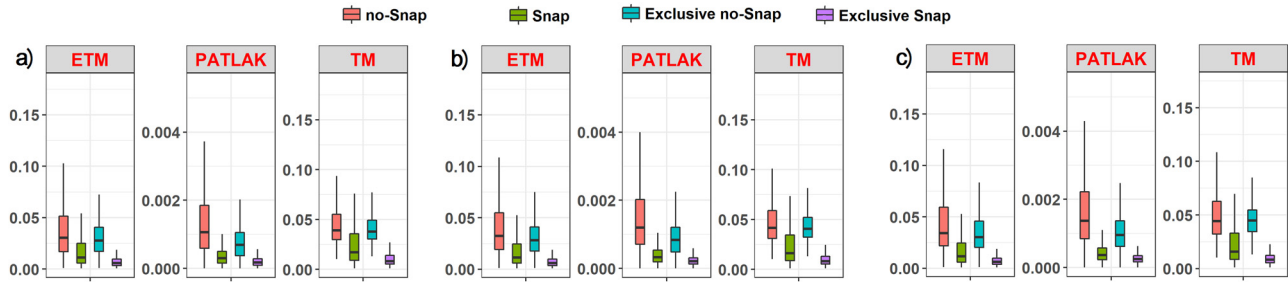 no-Snap Snap Exclusive no-Snap Exclusive Snap
a) ETM PATLAK TM b) ETM PATLAK TM c) ETM PATLAK TM
0.15 0.004 0.15 0.15 0.004 0.15 0.15 0.004 0.15
0.10 0.10 0.10 0.10 0.10 0.10
0.002 0.002 0.002
0.05 0.05 0.05 0.05 0.05 0.05
0.00 0.000 0.00 0.00 0.000 0.00 0.00 0.000 0.00